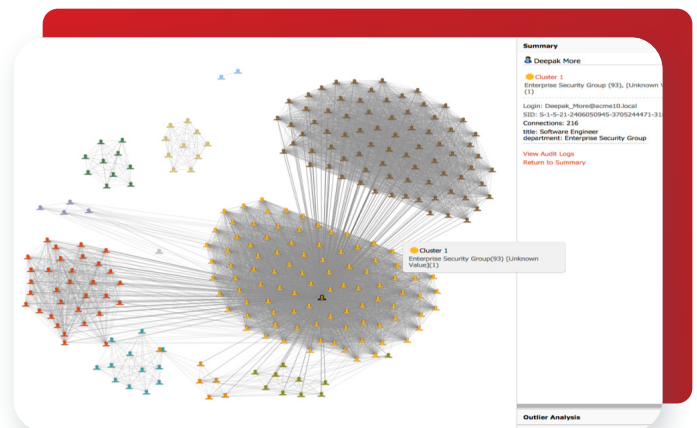 Summary
Deepak More
Cluster 1
Enterprise Security Group (93), [Unknown
(1)
Login: Deepak_More@acme10.local
SID: S-1-5-21-2406050945-3705244471-31
Connections: 216
title: Software Engineer
department: Enterprise Security Group
View Audit Logs
Return to Summary
Cluster 1
Enterprise Security Group(93) [Unknown
Value](1)
Outlier Analysis